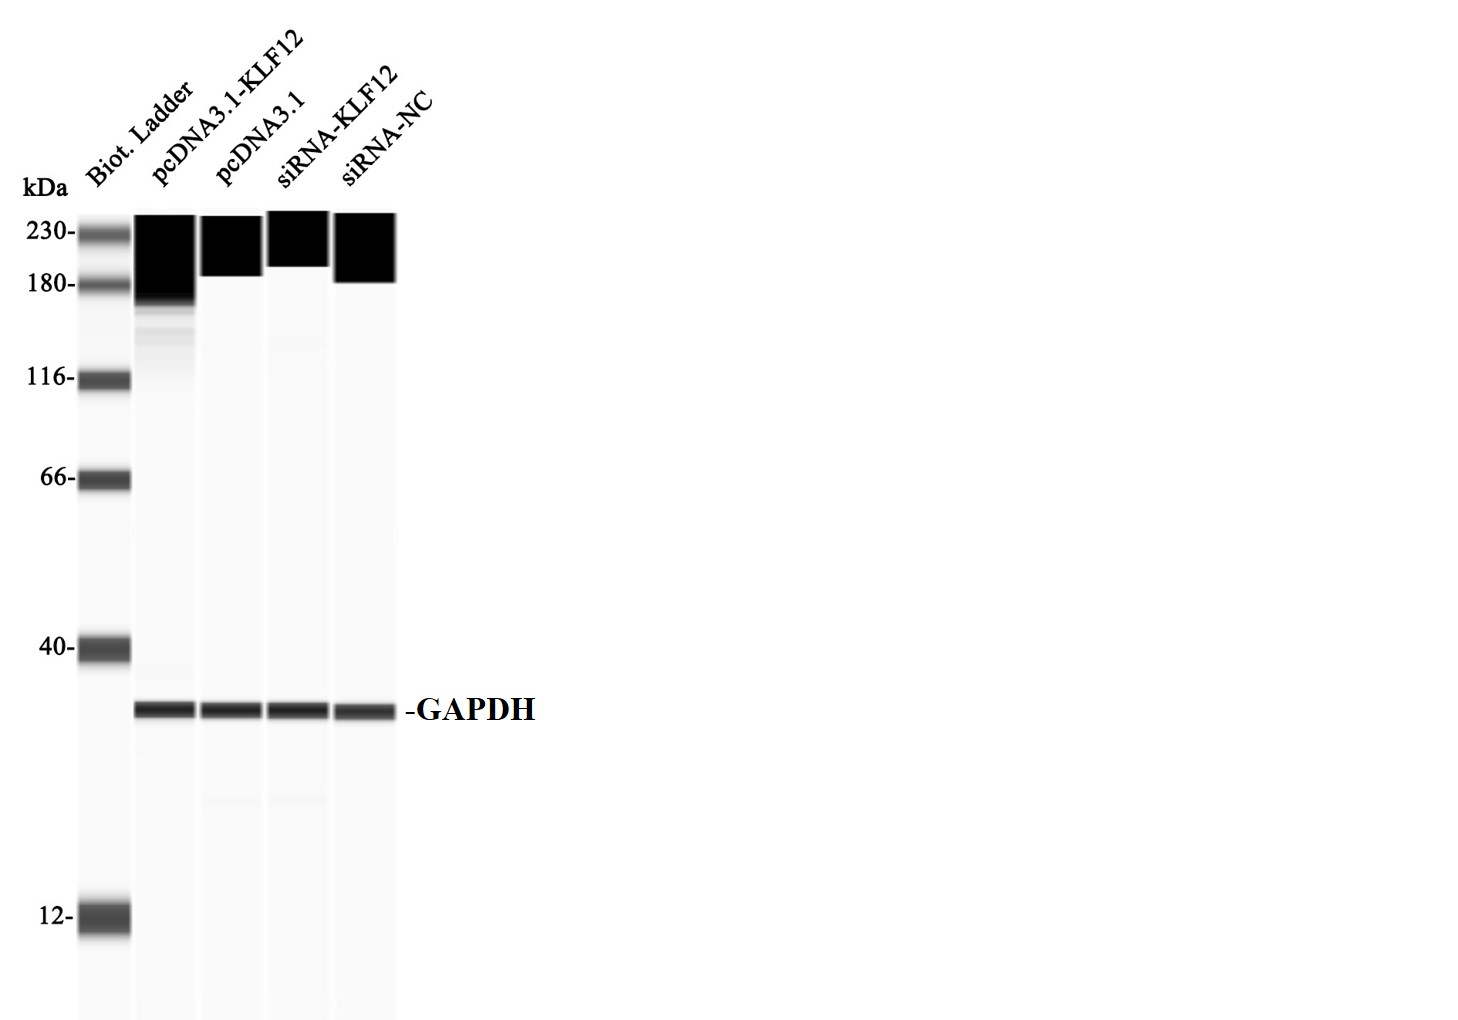 Biot. Ladder
pcDNA3.1-KLF12
pcDNA3.1
siRNA-KLF12
siRNA-NC
kDa
230-
180-
116-
66-
40-
-GAPDH
12-